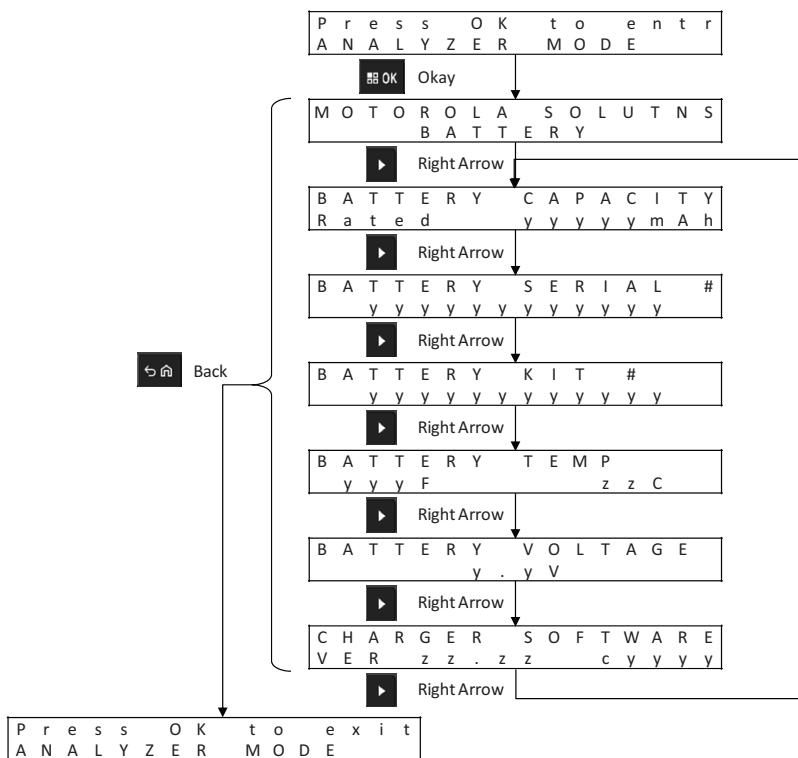 Press OK to entr
ANALYZER MODE
OK Okay
MOTOROLA SOLUTNS
BATTERY
Right Arrow
BATTERY CAPACITY
Rated yyyyymAh
Right Arrow
BATTERY SERIAL #
yyyyyyyyyyyy
Right Arrow
Back
BATTERY KIT #
yyyyyyyyyyyy
Right Arrow
BATTERY TEMP
yyyF zzC
Right Arrow
BATTERY VOLTAGE
y.yV
Right Arrow
CHARGER SOFTWARE
VER zz.zz cyyyy
Right Arrow
Press OK to exit
ANALYZER MODE